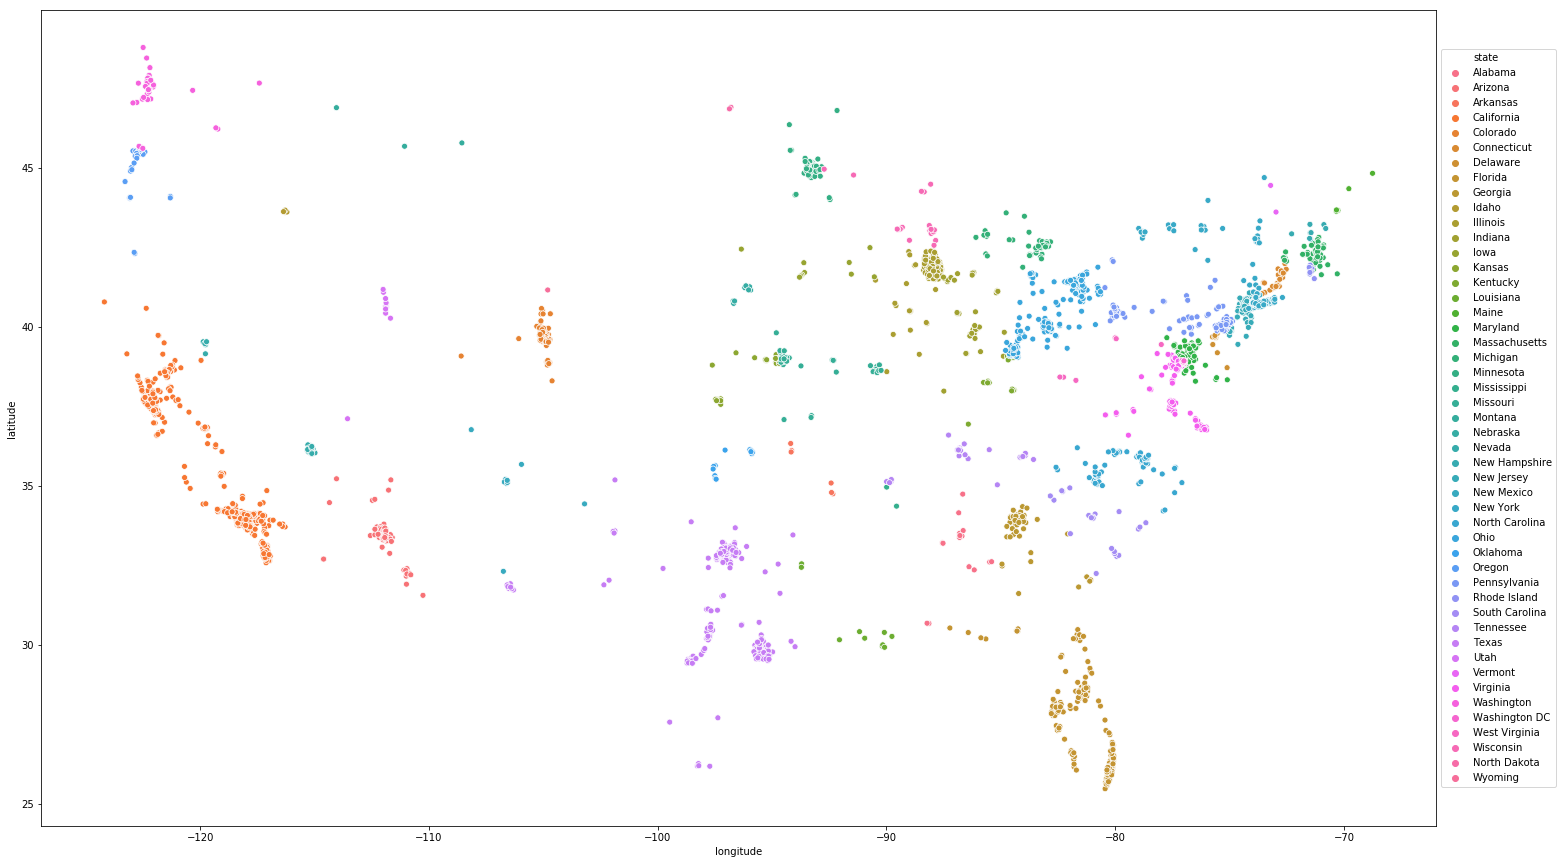 state
Alabama
Arizona
Arkansas
California
Colorado
Connecticut
Delaware
Florida
Georgia
Idaho
Illinois
Indiana
Iowa
Kansas
Kentucky
Louisiana
Maine
Maryland
Massachusetts
Michigan
Minnesota
Mississippi
Missouri
Montana
Nebraska
Nevada
New Hampshire
New Jersey
New Mexico
New York
North Carolina
Ohio
Oklahoma
Oregon
Pennsylvania
Rhode Island
South Carolina
Tennessee
Texas
Utah
Vermont
Virginia
Washington
Washington DC
West Virginia
Wisconsin
North Dakota
Wyoming
45
40
35
30
25
latitude
−120
−110
−100
−90
−80
−70
longitude